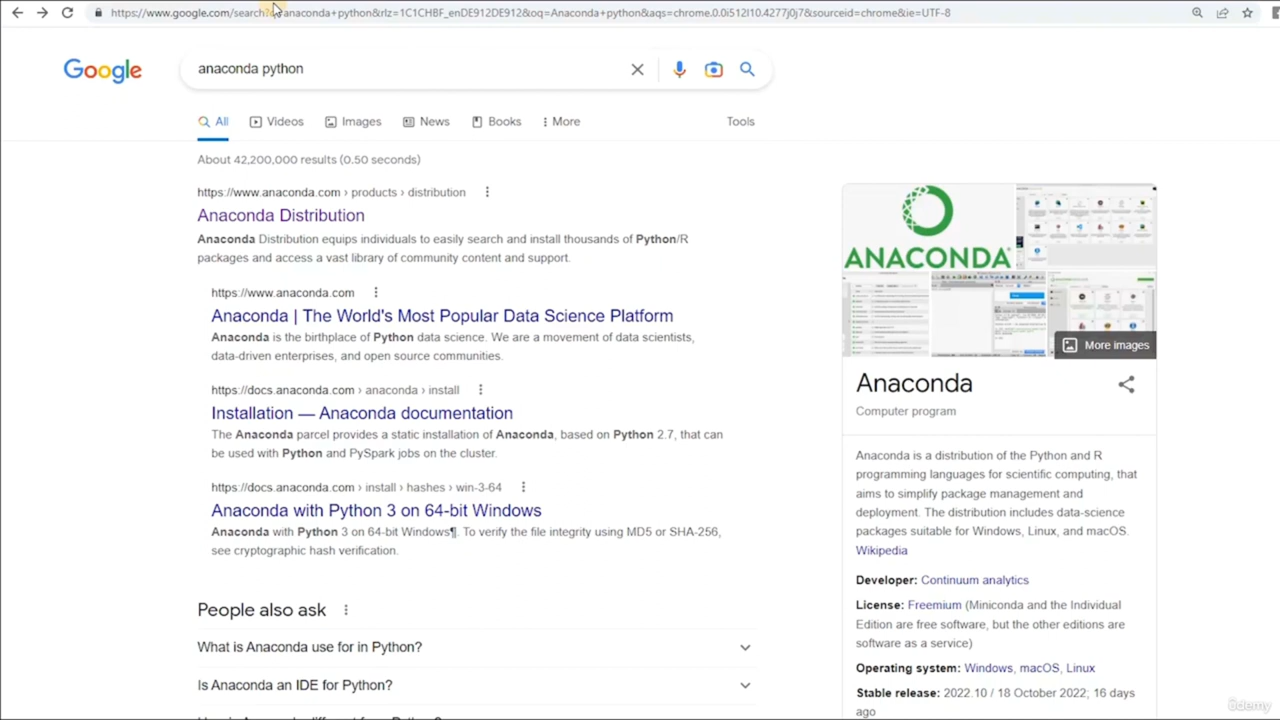 https://www.google.com/search?q=anaconda+python&rlz=1C1CHBF_enDE912DE912&oq=Anaconda+python&aqs=chrome.0.0i512l10.4277j0j7&sourceid=chrome&ie=UTF-8
Google
anaconda python
All
Videos
Images
News
Books
More
Tools
About 42,200,000 results (0.50 seconds)
https://www.anaconda.com › products › distribution
Anaconda Distribution
Anaconda Distribution equips individuals to easily search and install thousands of Python/R
packages and access a vast library of community content and support.
https://www.anaconda.com
Anaconda | The World's Most Popular Data Science Platform
Anaconda is the birthplace of Python data science. We are a movement of data scientists,
data-driven enterprises, and open source communities.
https://docs.anaconda.com › anaconda › install
Installation — Anaconda documentation
The Anaconda parcel provides a static installation of Anaconda, based on Python 2.7, that can
be used with Python and PySpark jobs on the cluster.
https://docs.anaconda.com › install › hashes › win-3-64
Anaconda with Python 3 on 64-bit Windows
Anaconda with Python 3 on 64-bit Windows¶. To verify the file integrity using MD5 or SHA-256,
see cryptographic hash verification.
People also ask
What is Anaconda use for in Python?
Is Anaconda an IDE for Python?
ANACONDA
More images
Anaconda
Computer program
Anaconda is a distribution of the Python and R
programming languages for scientific computing, that
aims to simplify package management and
deployment. The distribution includes data-science
packages suitable for Windows, Linux, and macOS.
Wikipedia
Developer: Continuum analytics
License: Freemium (Miniconda and the Individual
Edition are free software, but the other editions are
software as a service)
Operating system: Windows, macOS, Linux
Stable release: 2022.10 / 18 October 2022; 16 days
ago
ûdemy